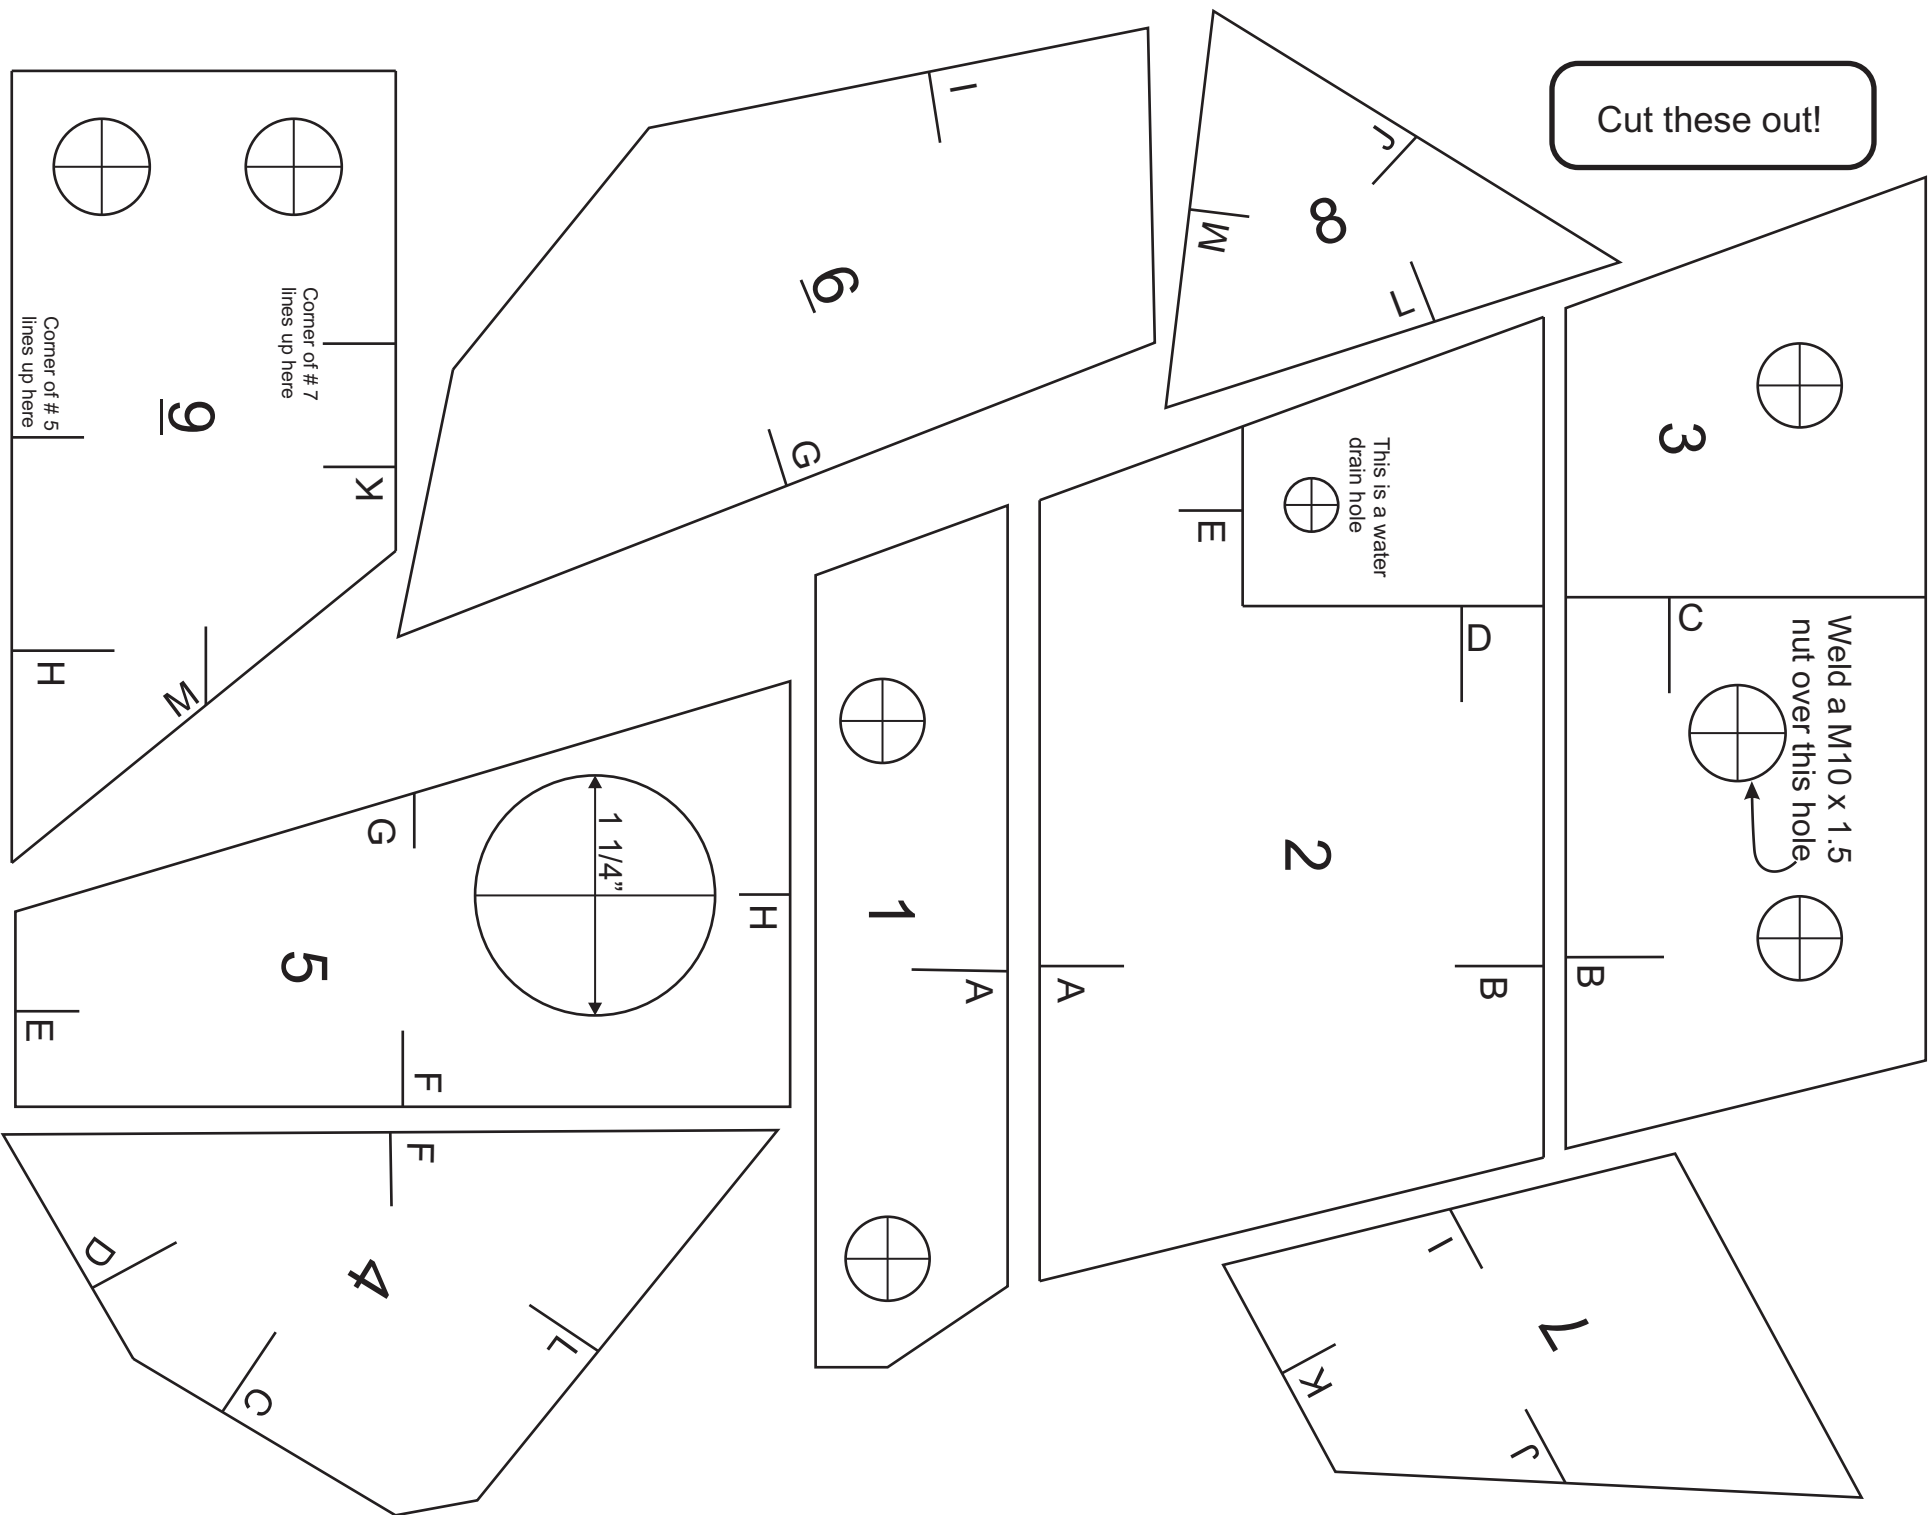 Cut these out!
9
Corner of # 7
lines up here
Corner of # 5
lines up here
K
H
M
6
I
G
8
J
M
L
3
C
Weld a M10 x 1.5
nut over this hole
B
2
This is a water
drain hole
E
D
A
B
1
A
5
G
1 1/4”
H
E
F
4
F
D
C
L
7
I
K
J